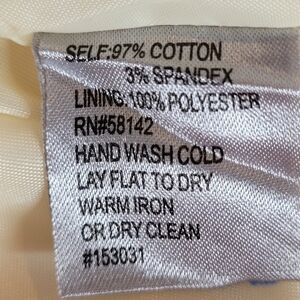 SELF:97% COTTON
3% SPANDEX
LINING:100% POLYESTER
RN#58142
HAND WASH COLD
LAY FLAT TO DRY
WARM IRON
OR DRY CLEAN
#153031